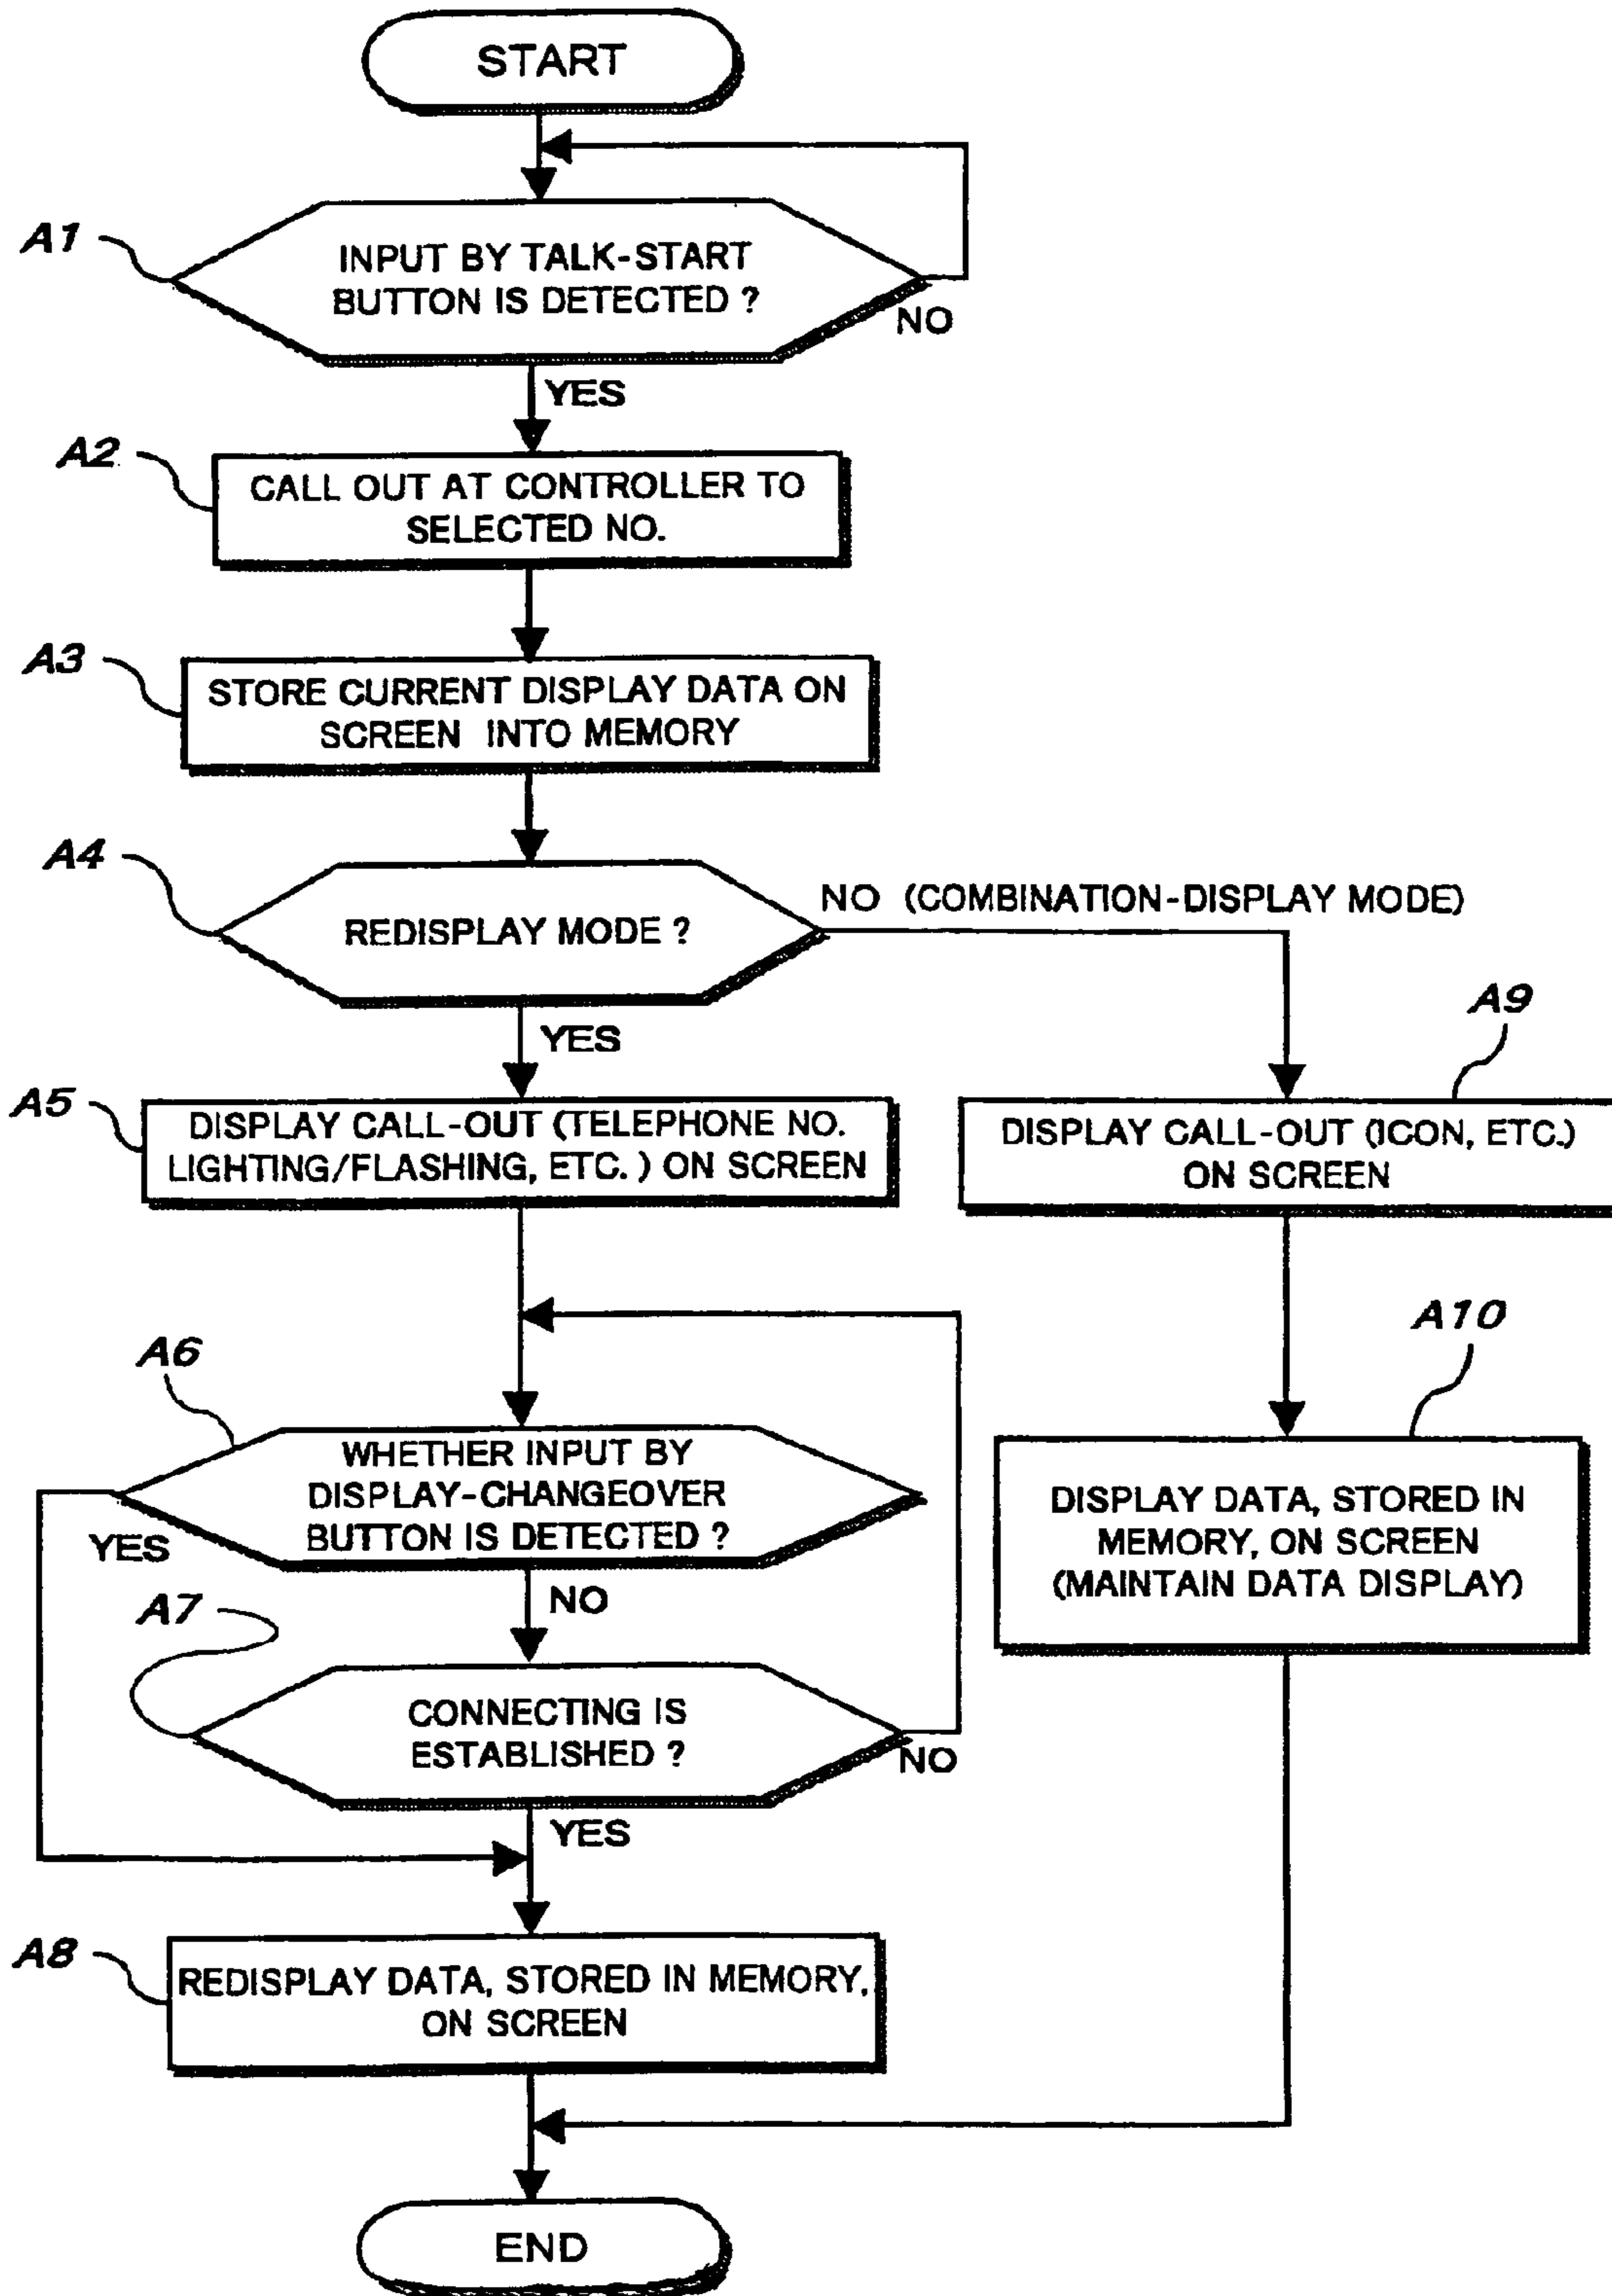 START
A1
INPUT BY TALK-START
BUTTON IS DETECTED ?
NO
YES
A2
CALL OUT AT CONTROLLER TO
SELECTED NO.
A3
STORE CURRENT DISPLAY DATA ON
SCREEN INTO MEMORY
A4
REDISPLAY MODE ?
NO (COMBINATION-DISPLAY MODE)
YES
A5
DISPLAY CALL-OUT (TELEPHONE NO.
LIGHTING/FLASHING, ETC. ) ON SCREEN
A9
DISPLAY CALL-OUT (ICON, ETC.)
ON SCREEN
A6
WHETHER INPUT BY
DISPLAY-CHANGEOVER
BUTTON IS DETECTED ?
YES
NO
A10
DISPLAY DATA, STORED IN
MEMORY, ON SCREEN
(MAINTAIN DATA DISPLAY)
A7
CONNECTING IS
ESTABLISHED ?
NO
YES
A8
REDISPLAY DATA, STORED IN MEMORY,
ON SCREEN
END